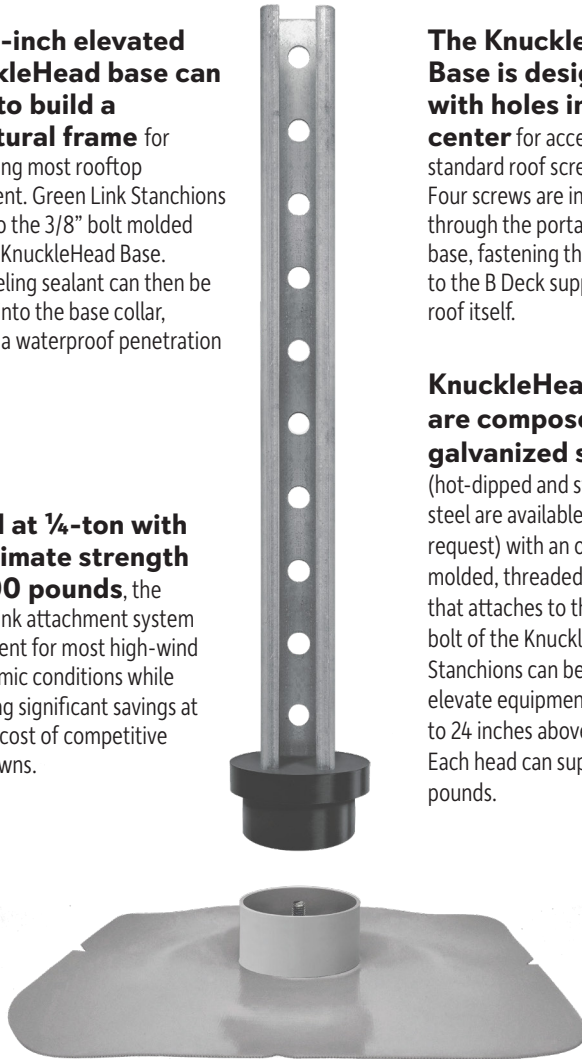 -inch elevated
kleHead base can
to build a
tural frame for
ing most rooftop
ent. Green Link Stanchions
o the 3/8” bolt molded
KnuckleHead Base.
eling sealant can then be
nto the base collar,
a waterproof penetration
at ¼-ton with
imate strength
00 pounds, the
nk attachment system
ent for most high-wind
mic conditions while
ng significant savings at
cost of competitive
wns.
The Knuckle
Base is desig
with holes in
center for acce
standard roof scre
Four screws are in
through the porta
base, fastening th
to the B Deck supp
roof itself.
KnuckleHea
are compose
galvanized s
(hot-dipped and s
steel are available
request) with an o
molded, threaded
that attaches to th
bolt of the Knuckl
Stanchions can be
elevate equipmen
to 24 inches above
Each head can sup
pounds.